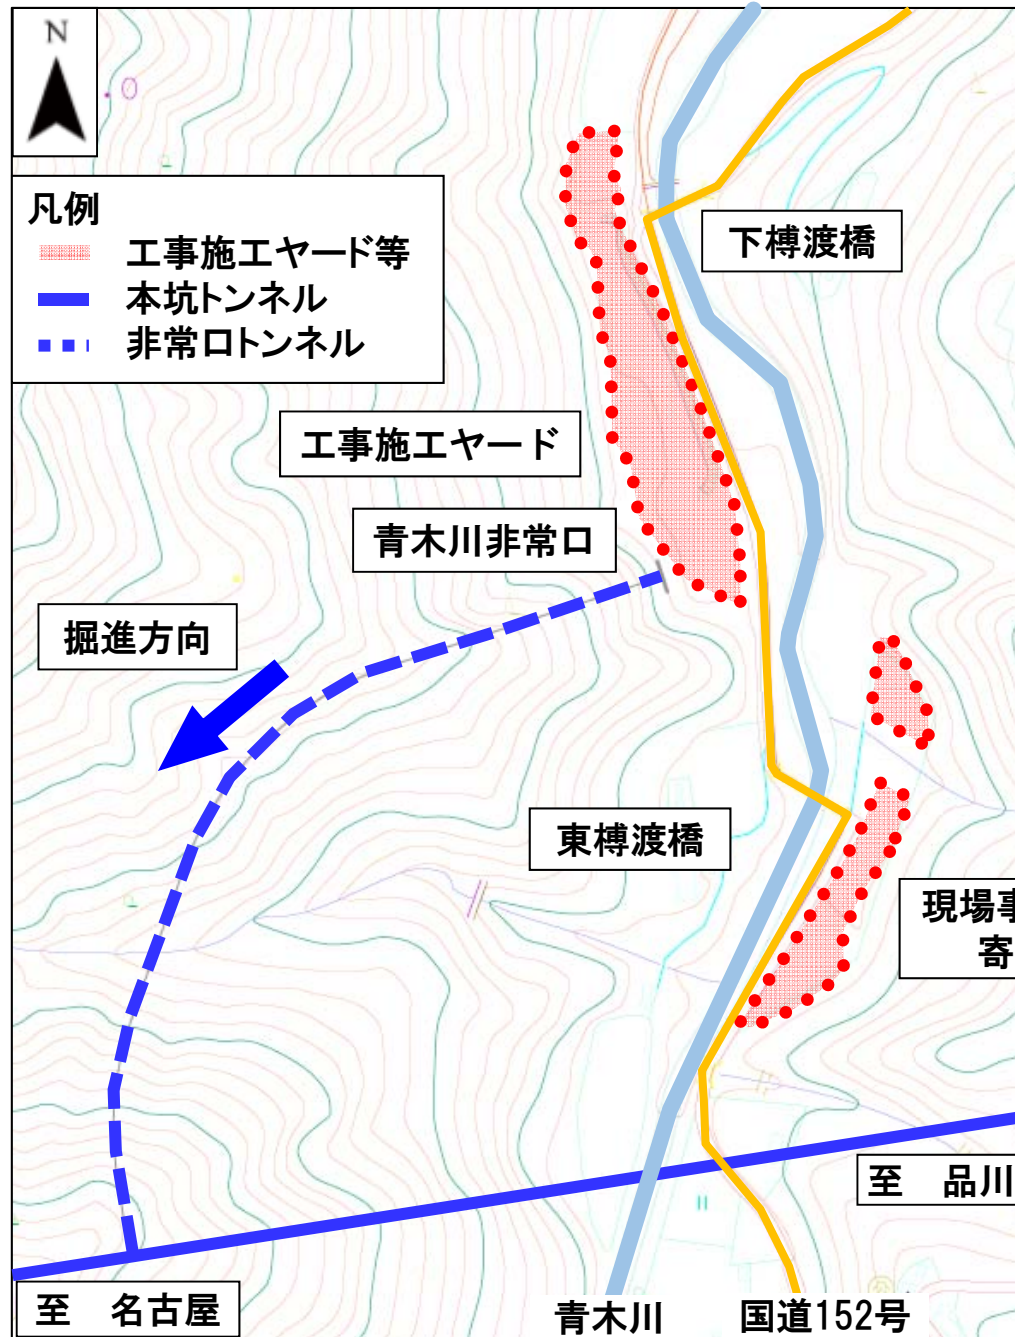 N
凡例
工事施工ヤード等
本坑トンネル
非常口トンネル
下榑渡橋
工事施工ヤード
青木川非常口
掘進方向
東榑渡橋
現場事
寄
至　品川
至　名古屋
青木川
国道152号